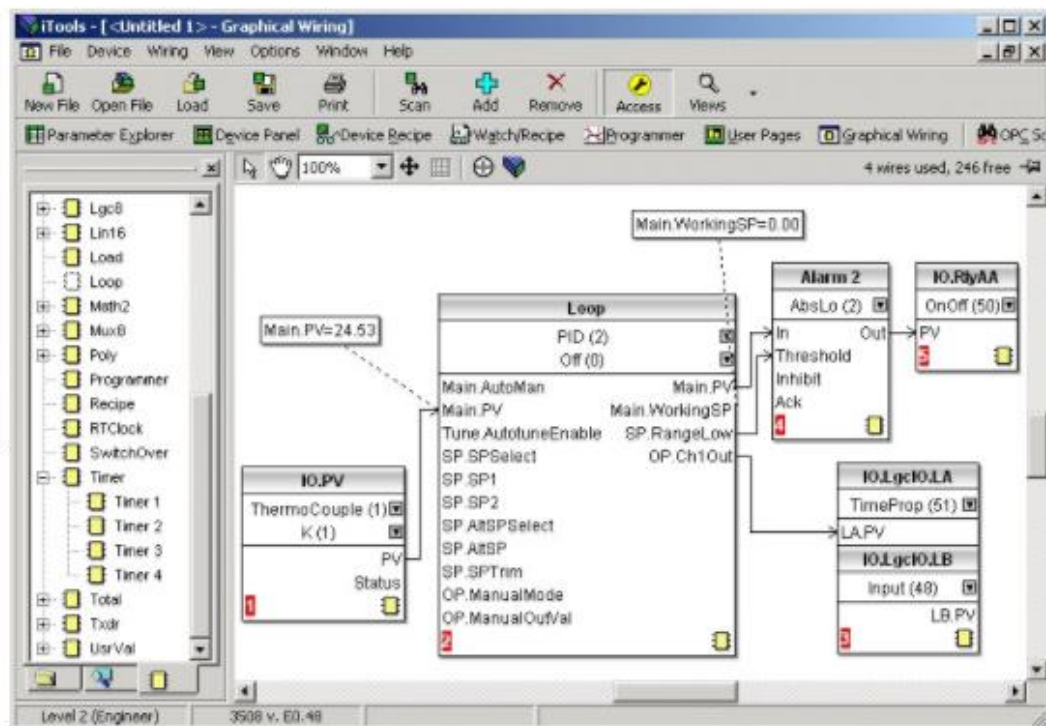 iTools - [<Untitled 1> - Graphical Wiring]
File Device Wiring View Options Window Help
New File Open File Load Save Print Scan Add Remove Access Views
Parameter Explorer Device Panel Device Recipe Watch/Recipe Programmer User Pages Graphical Wiring OPC Sc
100% 4 wires used, 246 free
Lgc8
Lin16
Load
Loop
Math2
Mux8
Poly
Programmer
Recipe
RTClock
SwitchOver
Timer
Timer 1
Timer 2
Timer 3
Timer 4
Total
Txdr
UsrVal
Main.PV=24.53
Main.WorkingSP=0.00
IO.PV
ThermoCouple (1)
K (1)
PV
Status
1
Loop
PID (2)
Off (0)
Main.AutoMan Main.PV
Main.PV Main.WorkingSP
Tune.AutotuneEnable SP.RangeLow
SP.SPSelect OP.Ch1Out
SP.SP1
SP.SP2
SP.AltSPSelect
SP.AltSP
SP.SPTrim
OP.ManualMode
OP.ManualOutVal
2
Alarm 2
AbsLo (2)
In Out
Threshold
Inhibit
Ack
4
IO.RlyAA
OnOff (50)
PV
5
IO.LgcIO.LA
TimeProp (51)
LA.PV
IO.LgcIO.LB
Input (48)
LB.PV
3
Level 2 (Engineer) 3508 v. E0.48